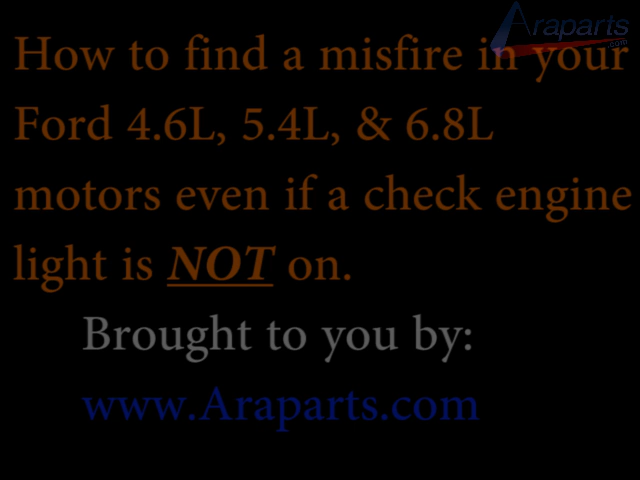 Araparts
.com
How to find a misfire in your
Ford 4.6L, 5.4L, & 6.8L
motors even if a check engine
light is NOT on.
Brought to you by:
www.Araparts.com